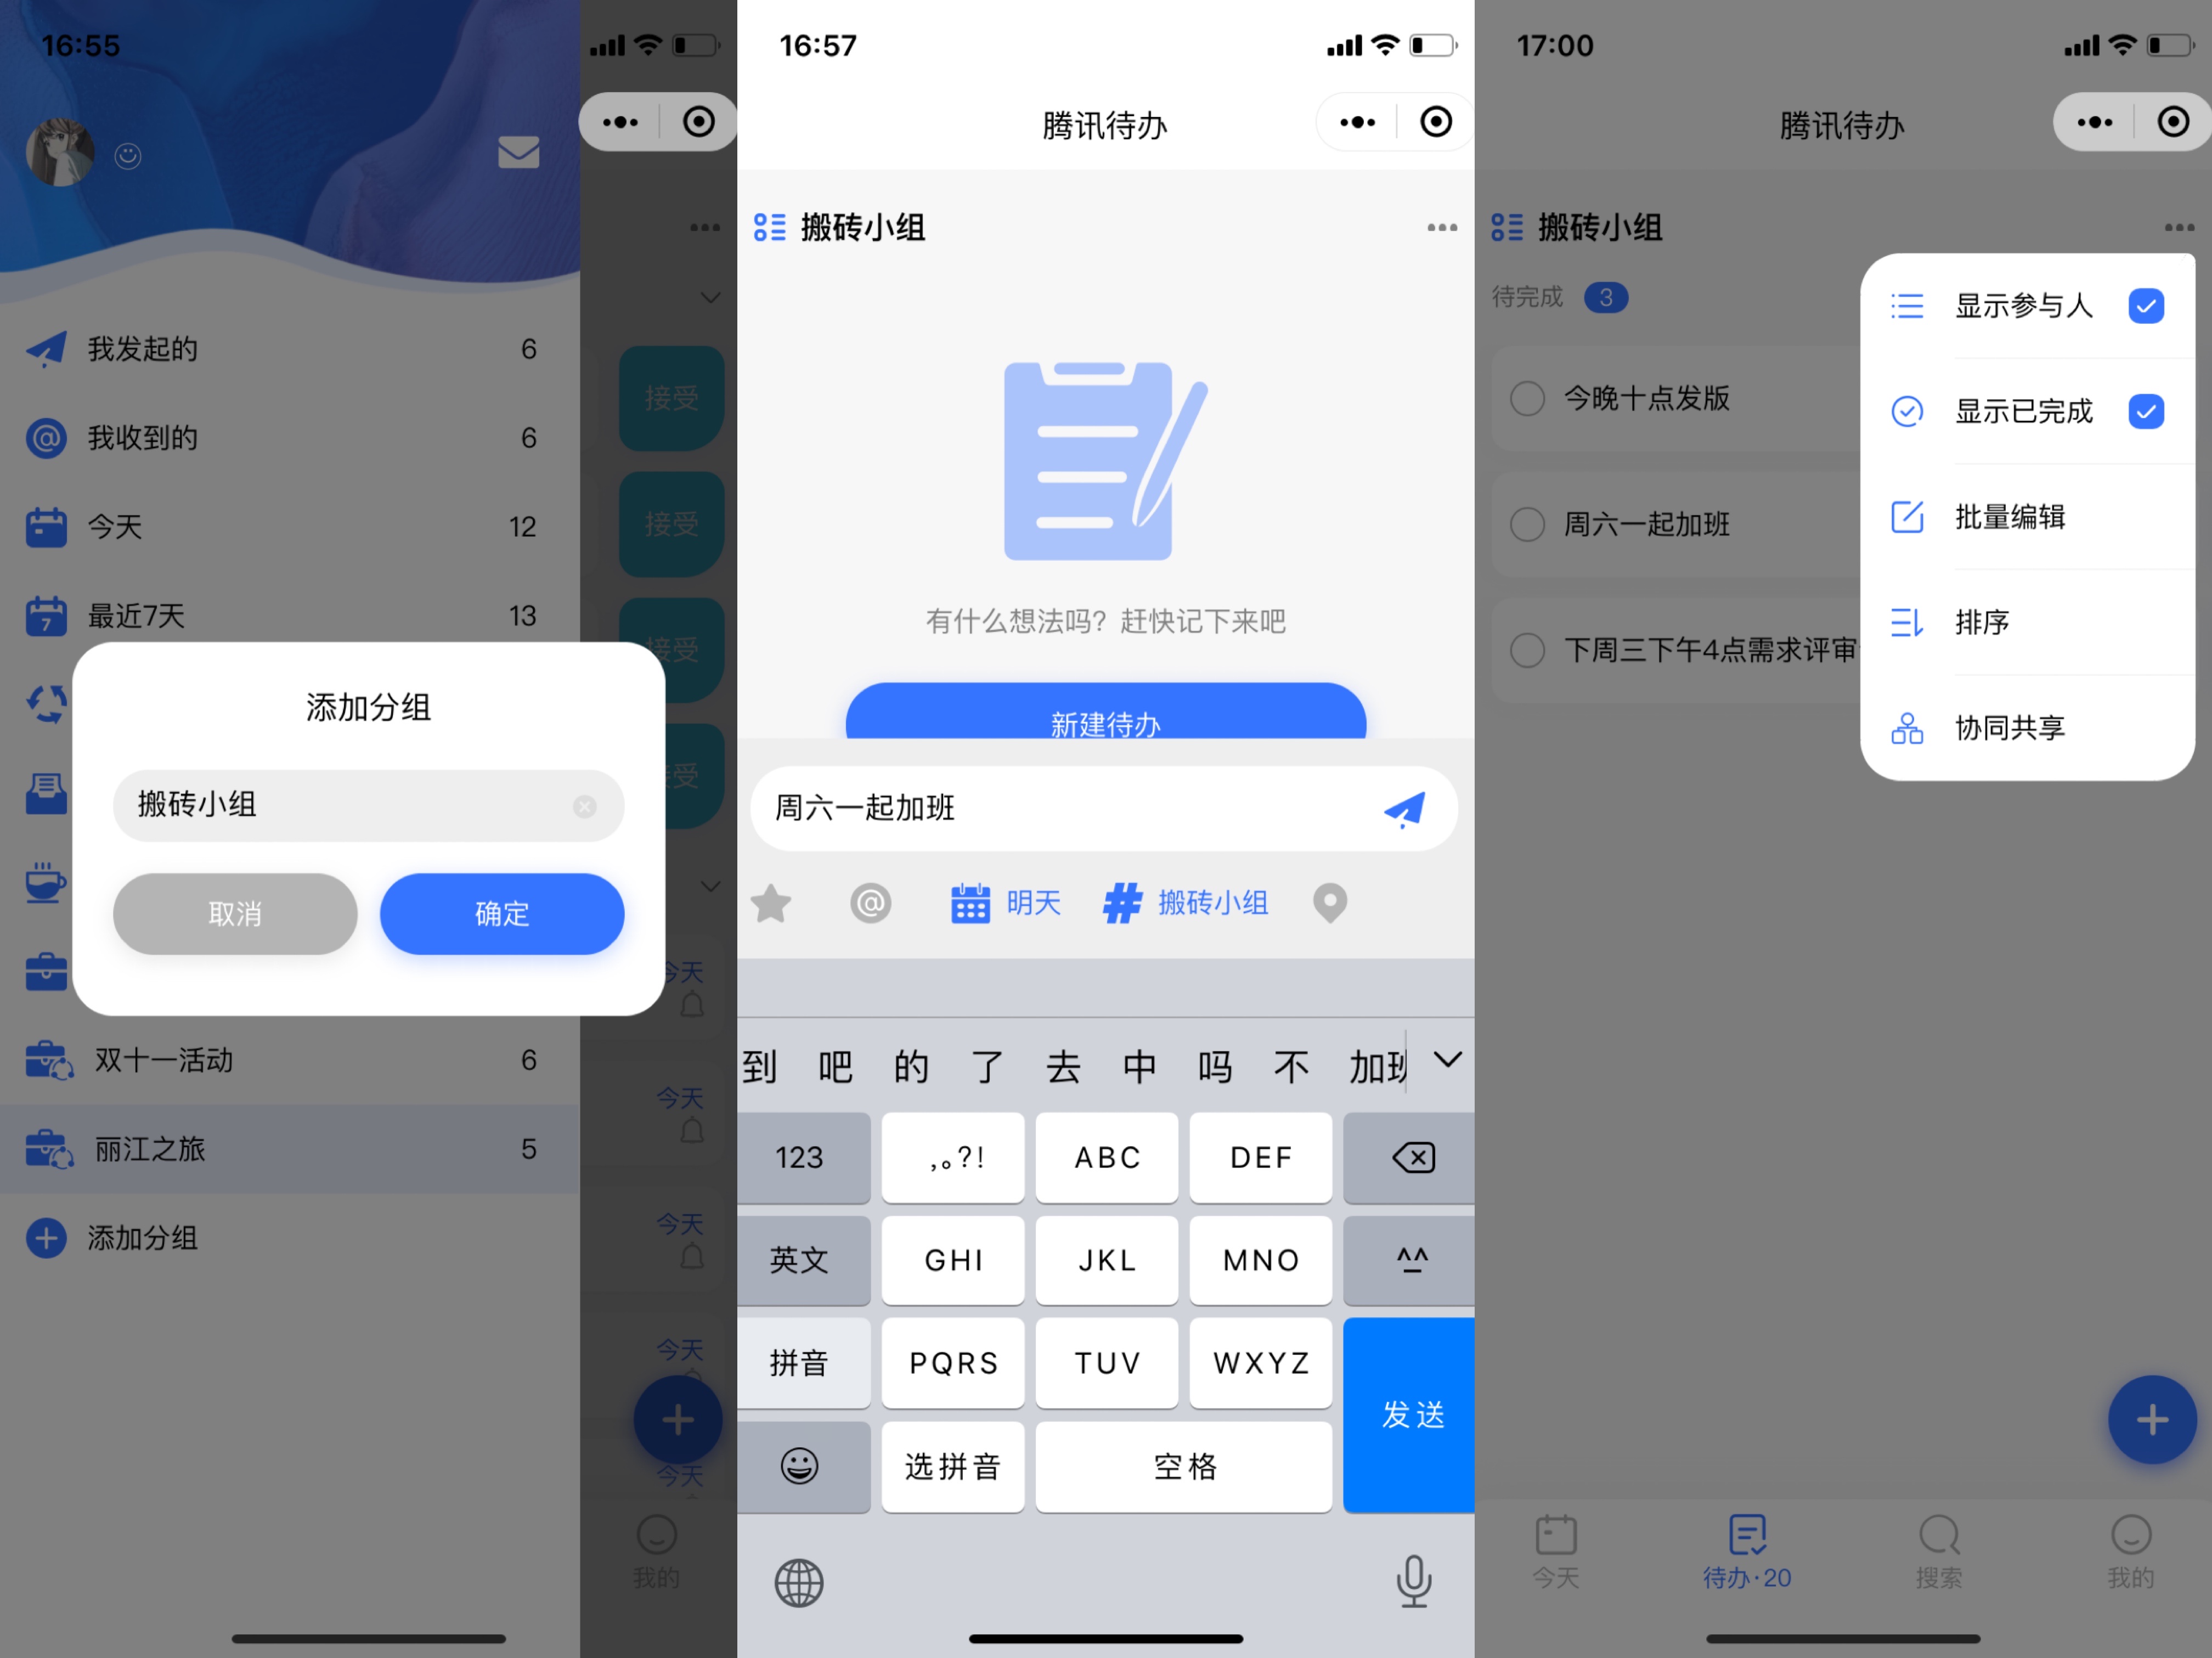 16:55
我发起的 6
我收到的 6
今天 12
7 最近7天 13
添加分组
搬砖小组
取消 确定
双十一活动 6
丽江之旅 5
添加分组
接受
接受
接受
今天
今天
今天
今天
我的
16:57
腾讯待办
搬砖小组
有什么想法吗？赶快记下来吧
新建待办
周六一起加班
@ 明天 # 搬砖小组
到 吧 的 了 去 中 吗 不 加班
123 ,。?! ABC DEF
英文 GHI JKL MNO ^^
拼音 PQRS TUV WXYZ
发送
选拼音 空格
17:00
腾讯待办
搬砖小组
待完成 3
今晚十点发版
周六一起加班
下周三下午4点需求评审
显示参与人
显示已完成
批量编辑
排序
协同共享
今天 待办·20 搜索 我的